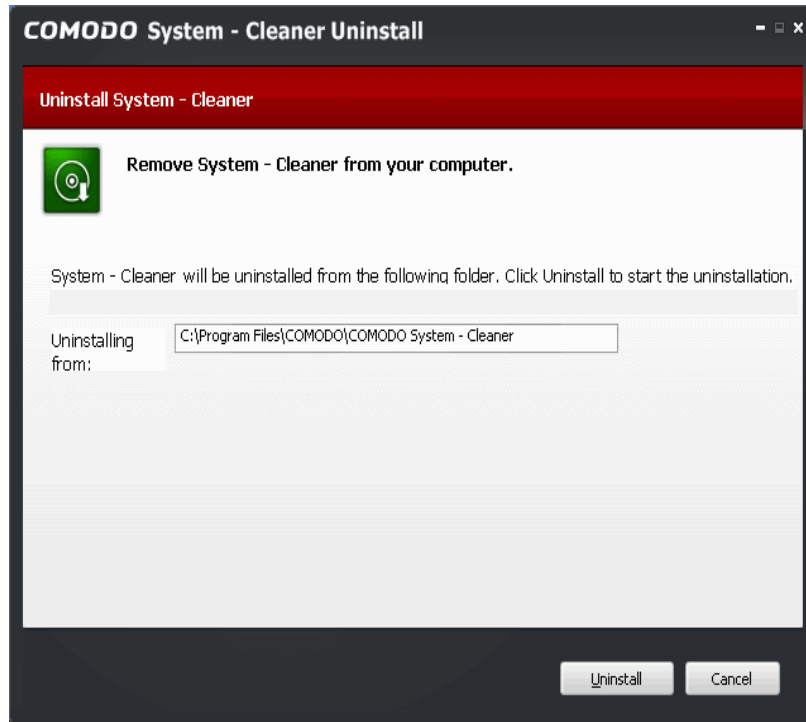 COMODO System - Cleaner Uninstall
Uninstall System - Cleaner
Remove System - Cleaner from your computer.
System - Cleaner will be uninstalled from the following folder. Click Uninstall to start the uninstallation.
Uninstalling
from:
C:\Program Files\COMODO\COMODO System - Cleaner
Uninstall
Cancel